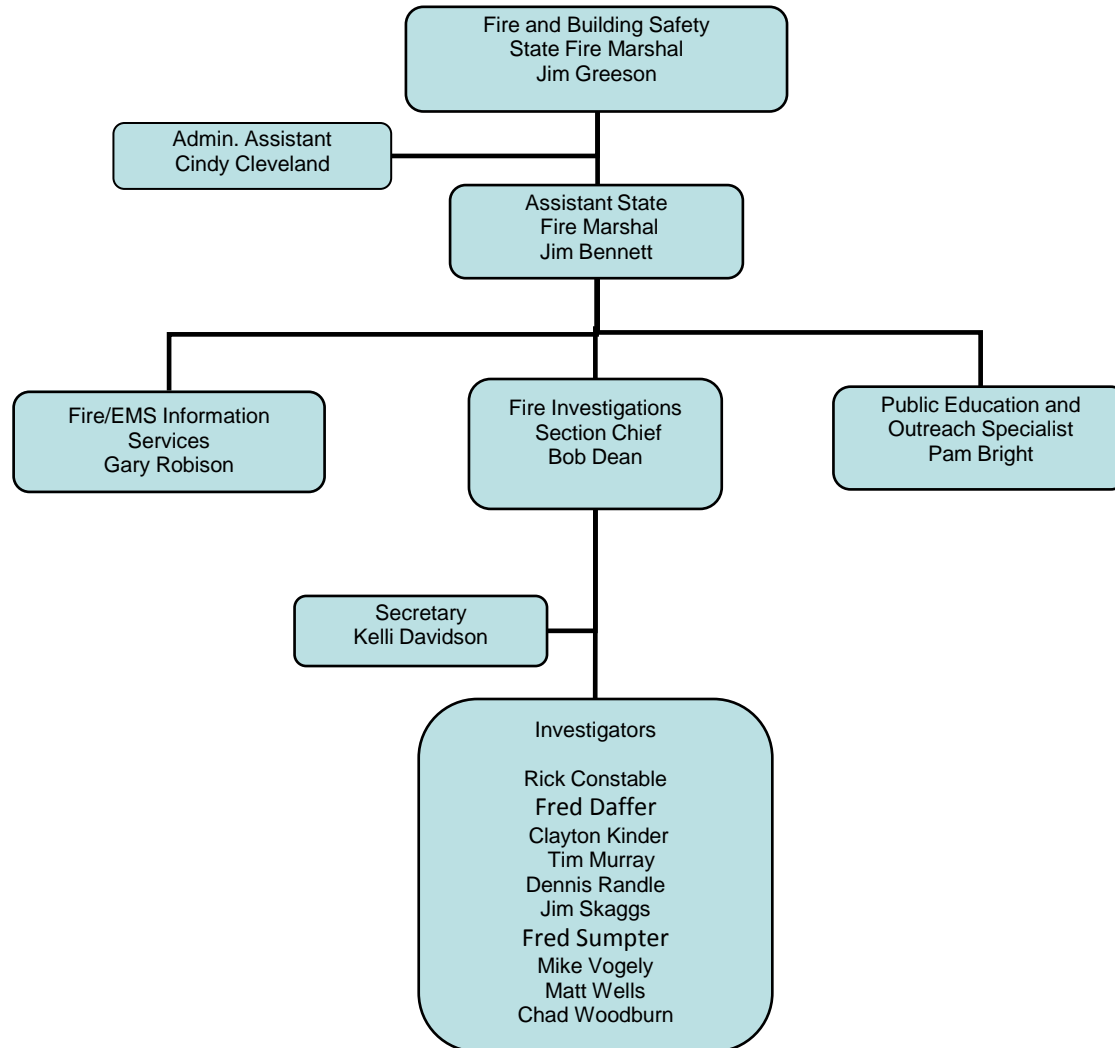 Fire and Building Safety
State Fire Marshal
Jim Greeson
Admin. Assistant
Cindy Cleveland
Assistant State
Fire Marshal
Jim Bennett
Fire/EMS Information
Services
Gary Robison
Fire Investigations
Section Chief
Bob Dean
Public Education and
Outreach Specialist
Pam Bright
Secretary
Kelli Davidson
Investigators
Rick Constable
Fred Daffer
Clayton Kinder
Tim Murray
Dennis Randle
Jim Skaggs
Fred Sumpter
Mike Vogely
Matt Wells
Chad Woodburn